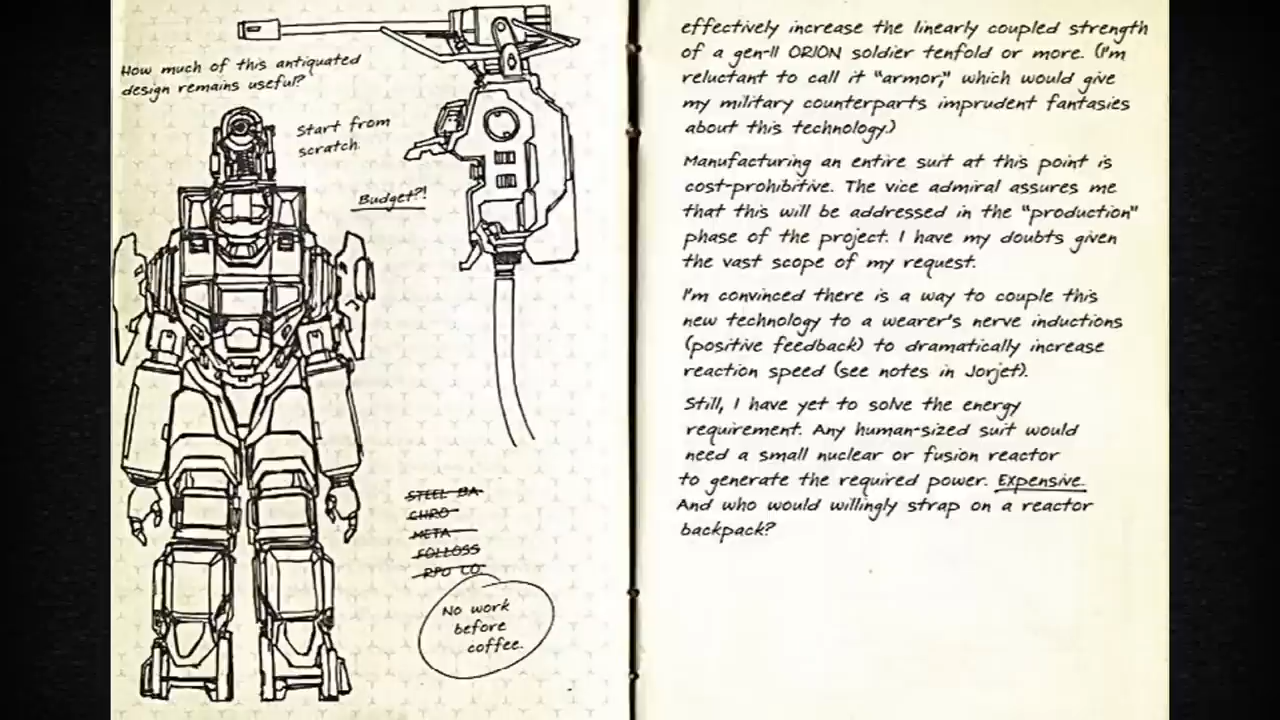 How much of this antiquated
design remains useful?
Start from
scratch.
Budget?!
STEEL BA
CHRO
META
FOLLOSS
RPO CO
No work
before
coffee.
effectively increase the linearly coupled strength
of a gen-II ORION soldier tenfold or more. (I'm
reluctant to call it "armor," which would give
my military counterparts imprudent fantasies
about this technology.)
Manufacturing an entire suit at this point is
cost-prohibitive. The vice admiral assures me
that this will be addressed in the "production"
phase of the project. I have my doubts given
the vast scope of my request.
I'm convinced there is a way to couple this
new technology to a wearer's nerve inductions
(positive feedback) to dramatically increase
reaction speed (see notes in Jorjet).
Still, I have yet to solve the energy
requirement. Any human-sized suit would
need a small nuclear or fusion reactor
to generate the required power. Expensive.
And who would willingly strap on a reactor
backpack?